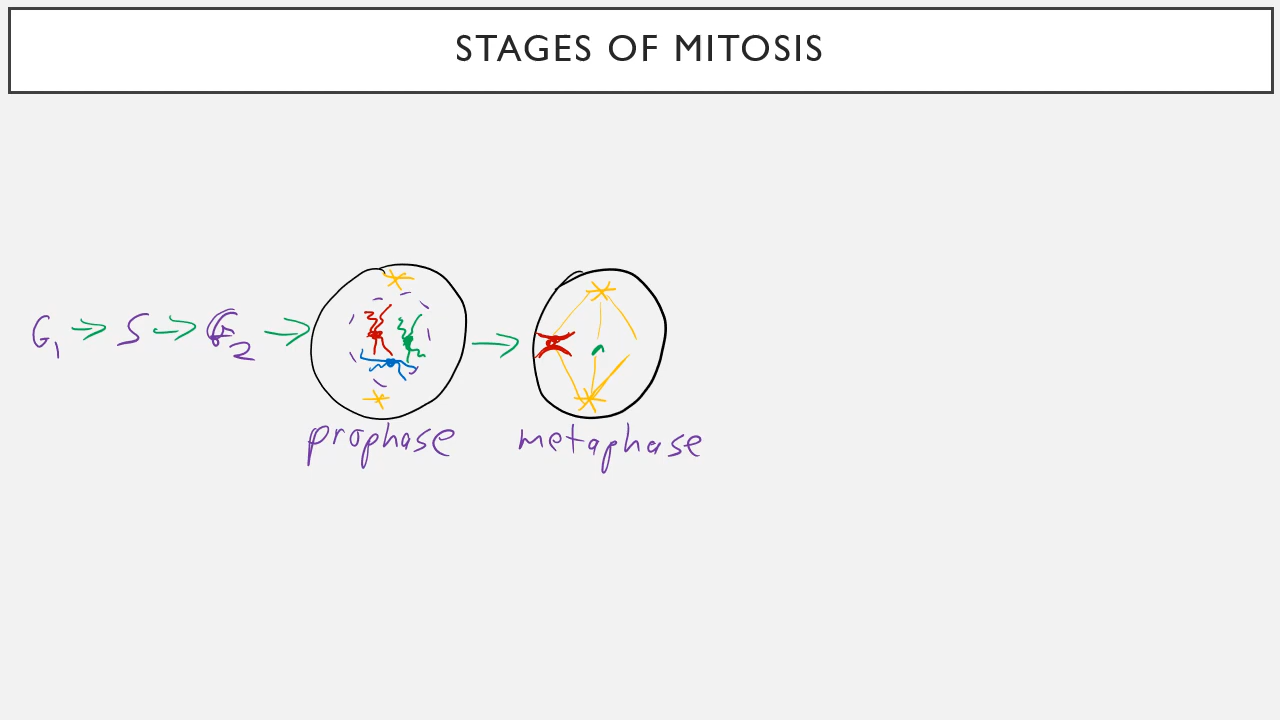 STAGES OF MITOSIS
G1 → S → G2 → →
prophase metaphase